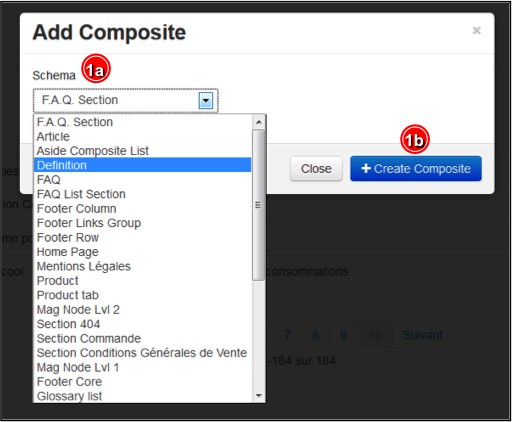 Add Composite
×
Schema
1a
F.A.Q. Section
F.A.Q. Section
Article
Aside Composite List
Definition
FAQ
FAQ List Section
Footer Column
Footer Links Group
Footer Row
Home Page
Mentions Légales
Product
Product tab
Mag Node Lvl 2
Section 404
Section Commande
Section Conditions Générales de Vente
Mag Node Lvl 1
Footer Core
Glossary list
1b
Close
+ Create Composite
me
cool
consommations
7 8 9 10 Suivant
-184 sur 184